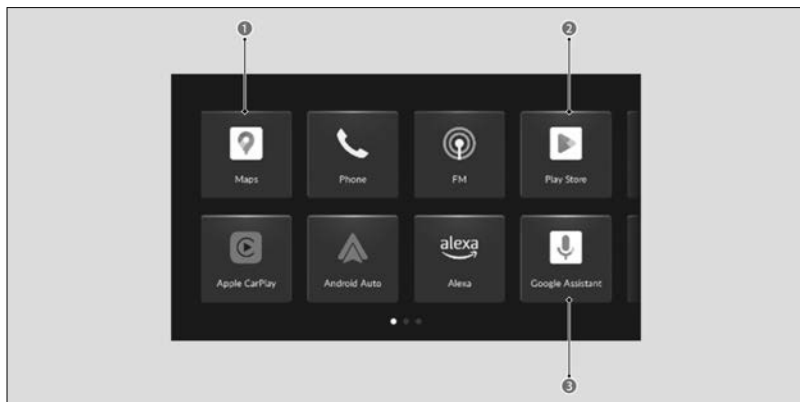 1 2
Maps Phone FM Play Store
alexa
Apple CarPlay Android Auto Alexa Google Assistant
3